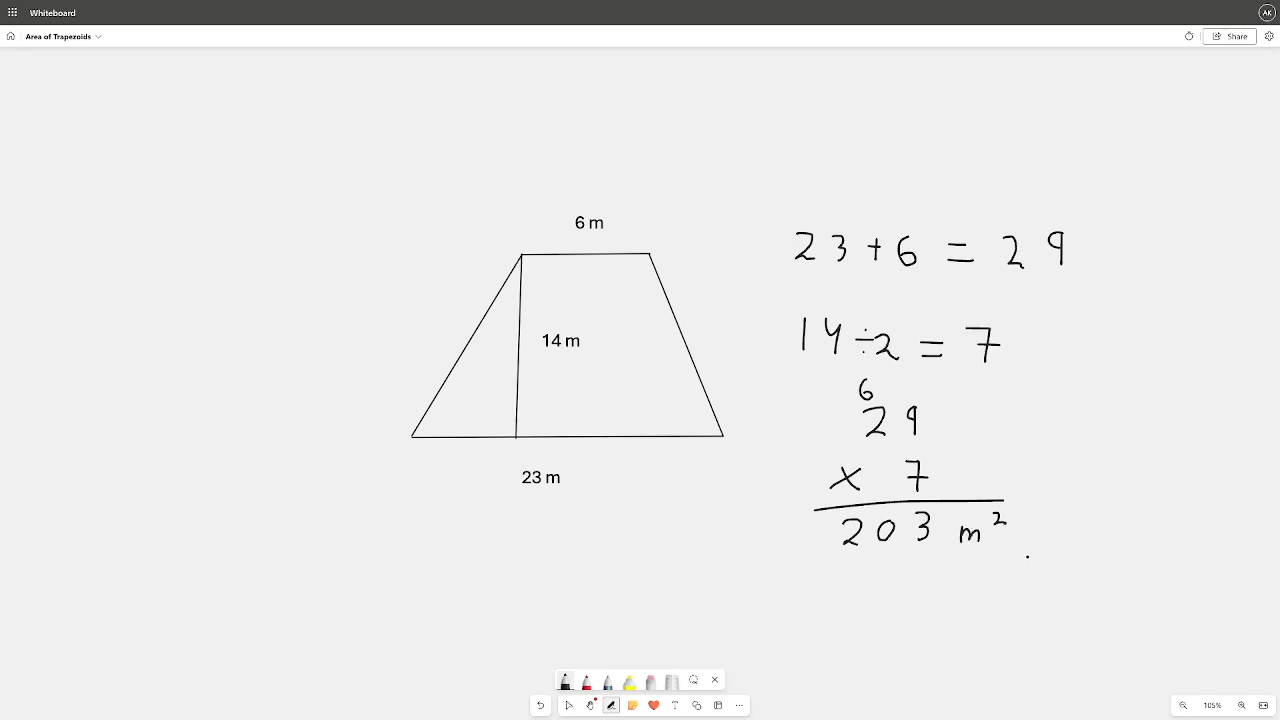 Whiteboard
AK
Area of Trapezoids
Share
6 m
23 + 6 = 29
14 m
14 ÷ 2 = 7
6
29
x 7
23 m
203 m²
.
T
105%